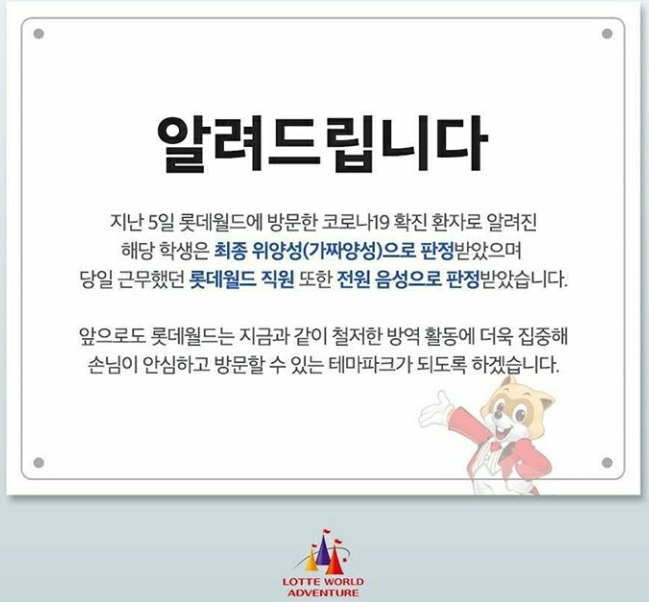 알려드립니다
지난 5일 롯데월드에 방문한 코로나19 확진 환자로 알려진
해당 학생은 최종 위양성(가짜양성)으로 판정받았으며
당일 근무했던 롯데월드 직원 또한 전원 음성으로 판정받았습니다.
앞으로도 롯데월드는 지금과 같이 철저한 방역 활동에 더욱 집중해
손님이 안심하고 방문할 수 있는 테마파크가 되도록 하겠습니다.
LOTTE WORLD
ADVENTURE